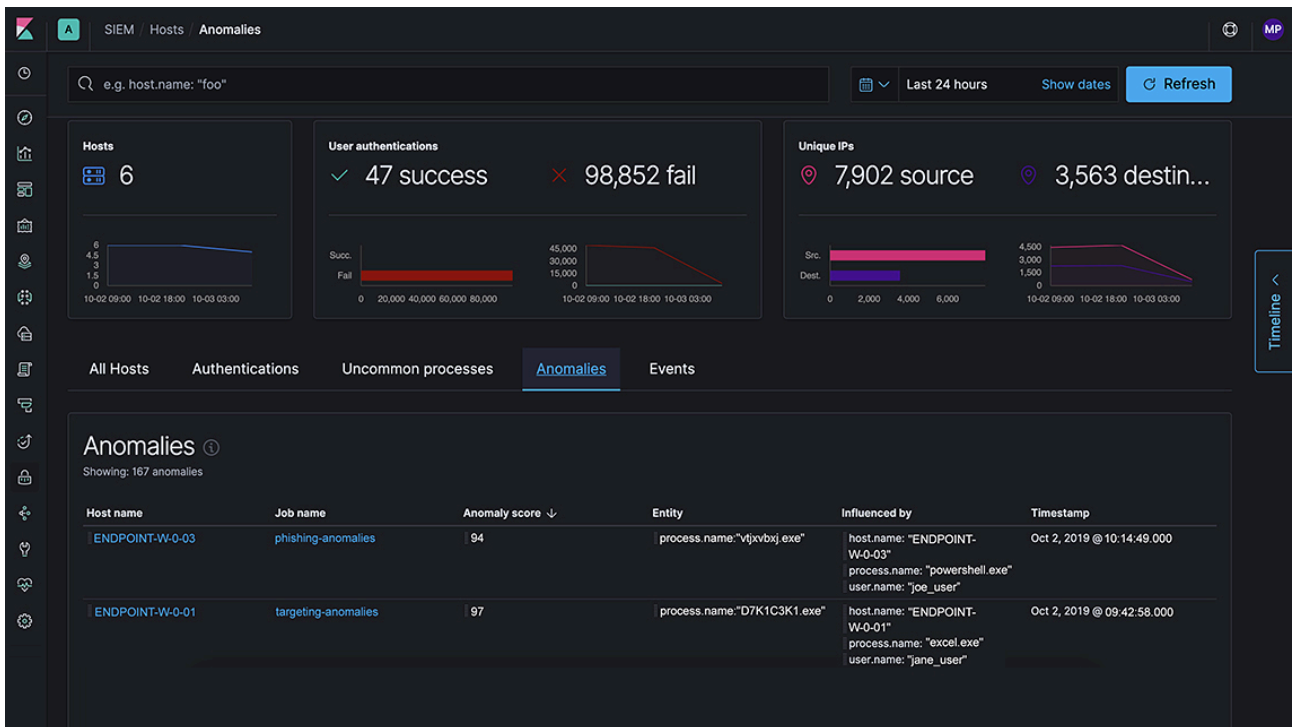 A SIEM / Hosts / Anomalies MP
e.g. host.name: "foo" Last 24 hours Show dates Refresh
Hosts
6
6
4.5
3
1.5
0
10-02 09:00 10-02 18:00 10-03 03:00
User authentications
47 success 98,852 fail
Succ.
Fail
0 20,000 40,000 60,000 80,000
45,000
30,000
15,000
0
10-02 09:00 10-02 18:00 10-03 03:00
Unique IPs
7,902 source 3,563 destin...
Src.
Dest.
0 2,000 4,000 6,000
4,500
3,000
1,500
0
10-02 09:00 10-02 18:00 10-03 03:00
Timeline
All Hosts Authentications Uncommon processes Anomalies Events
Anomalies
Showing: 167 anomalies
Host name Job name Anomaly score Entity Influenced by Timestamp
ENDPOINT-W-0-03 phishing-anomalies 94 process.name:"vtjxvbxj.exe" host.name: "ENDPOINT- Oct 2, 2019 @ 10:14:49.000
W-0-03"
process.name: "powershell.exe"
user.name: "joe_user"
ENDPOINT-W-0-01 targeting-anomalies 97 process.name:"D7K1C3K1.exe" host.name: "ENDPOINT- Oct 2, 2019 @ 09:42:58.000
W-0-01"
process.name: "excel.exe"
user.name: "jane_user"